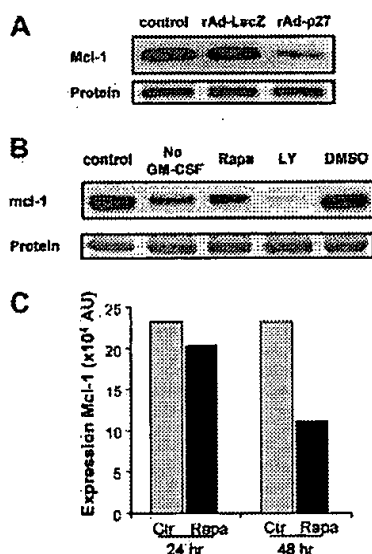 A
control rAd-LacZ rAd-p27
Mcl-1
Protein
B
control No GM-CSF Rapa LY DMSO
mcl-1
Protein
C
Expression Mcl-1 (x10⁴ AU)
25
20
15
10
5
0
Ctr Rapa Ctr Rapa
24 hr 48 hr